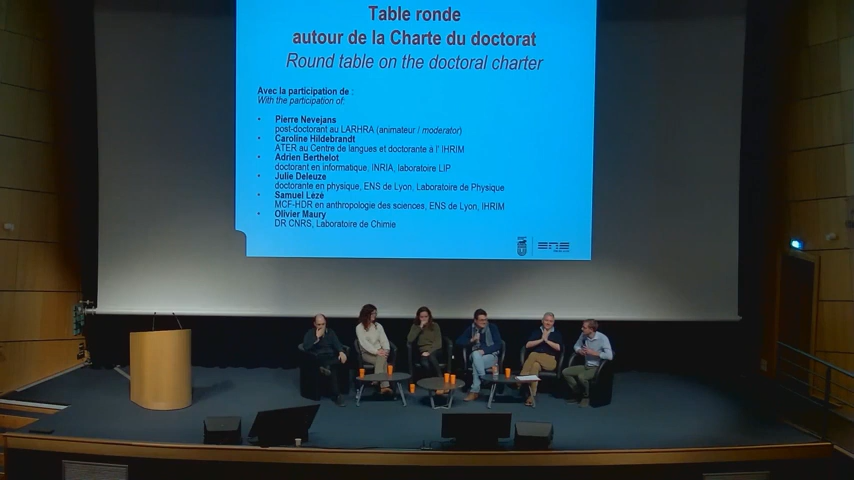 Table ronde
autour de la Charte du doctorat
Round table on the doctoral charter
Avec la participation de :
With the participation of:
• Pierre Nevejans
post-doctorant au LARHRA (animateur / moderator)
• Caroline Hildebrandt
ATER au Centre de langues et doctorante à l' IHRIM
• Adrien Berthelot
doctorant en informatique, INRIA, laboratoire LIP
• Julie Deleuze
doctorante en physique, ENS de Lyon, Laboratoire de Physique
• Samuel Lézé
MCF-HDR en anthropologie des sciences, ENS de Lyon, IHRIM
• Olivier Maury
DR CNRS, Laboratoire de Chimie
ENS